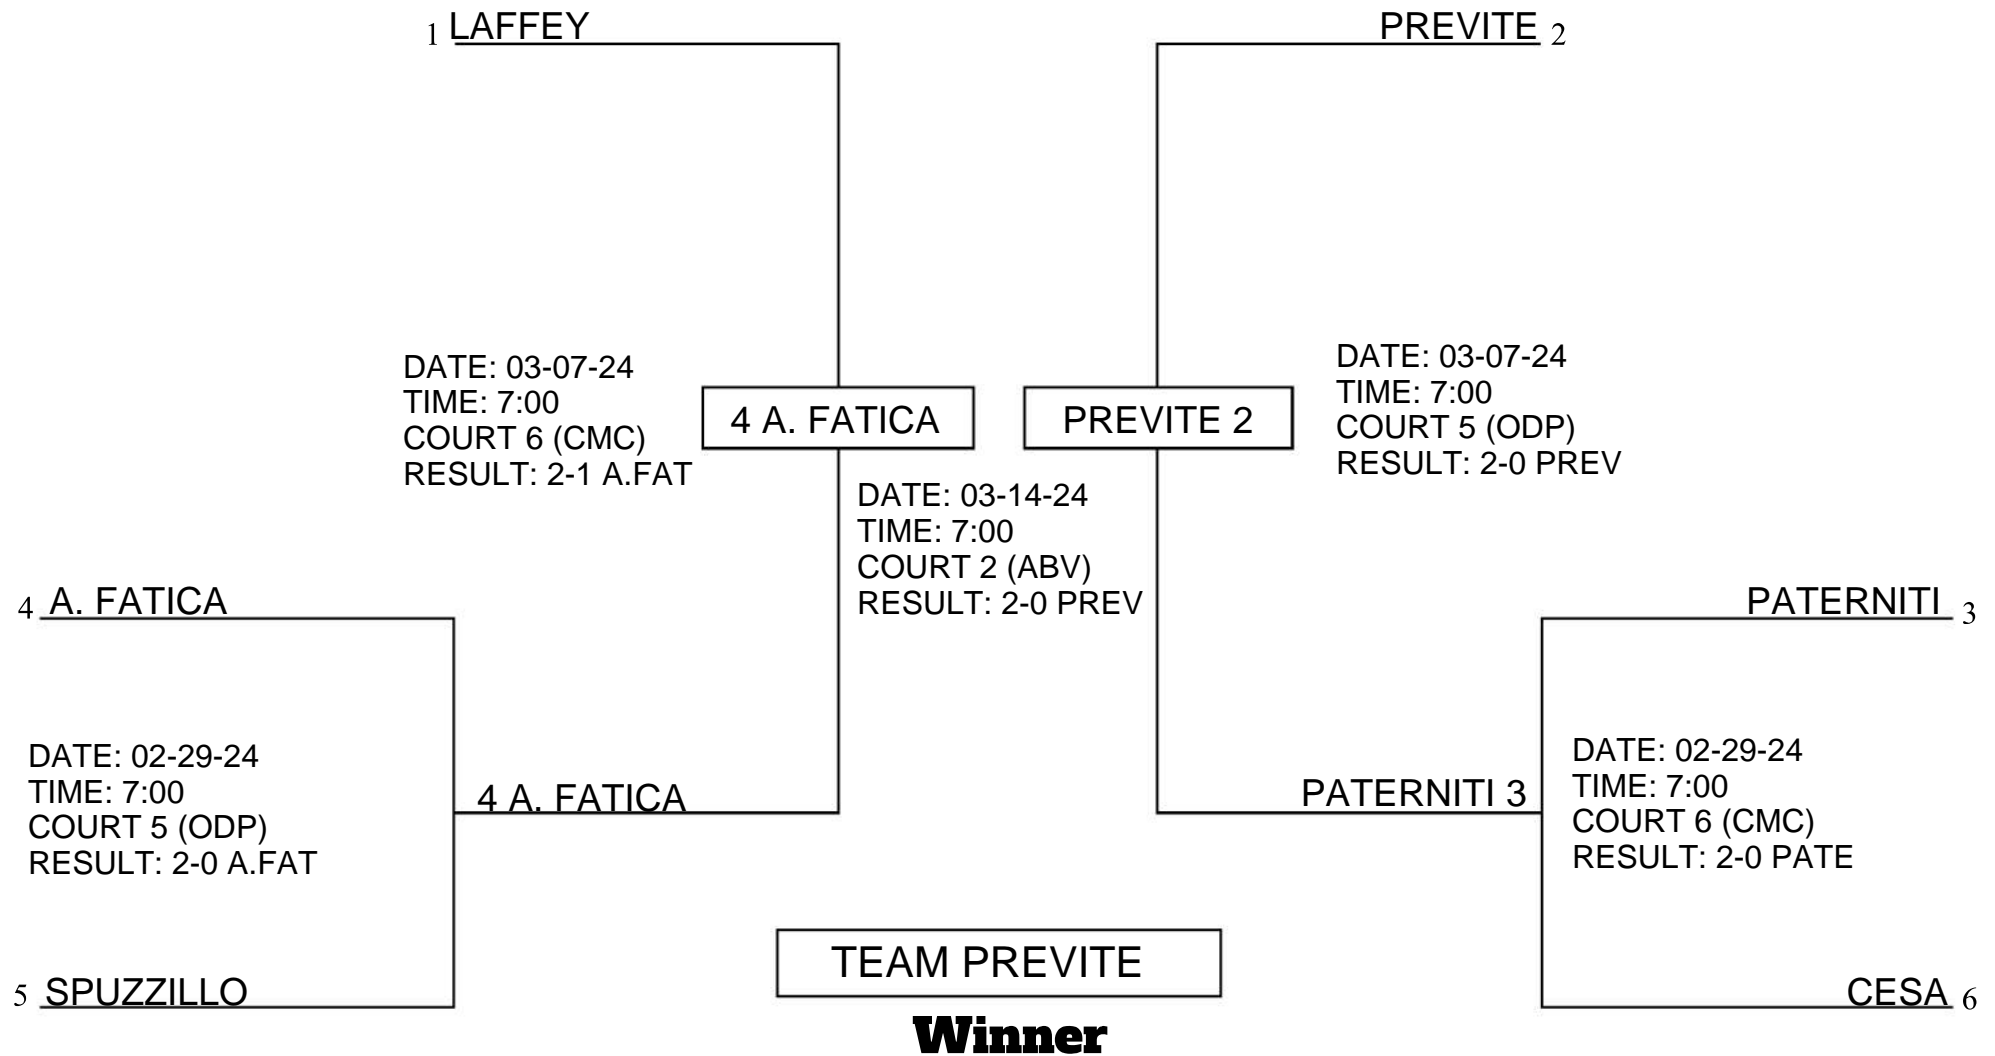 1 LAFFEY
PREVITE 2
DATE: 03-07-24
TIME: 7:00
COURT 6 (CMC)
RESULT: 2-1 A.FAT
4 A. FATICA
PREVITE 2
DATE: 03-07-24
TIME: 7:00
COURT 5 (ODP)
RESULT: 2-0 PREV
DATE: 03-14-24
TIME: 7:00
COURT 2 (ABV)
RESULT: 2-0 PREV
4 A. FATICA
PATERNITI 3
DATE: 02-29-24
TIME: 7:00
COURT 5 (ODP)
RESULT: 2-0 A.FAT
4 A. FATICA
PATERNITI 3
DATE: 02-29-24
TIME: 7:00
COURT 6 (CMC)
RESULT: 2-0 PATE
5 SPUZZILLO
TEAM PREVITE
CESA 6
Winner